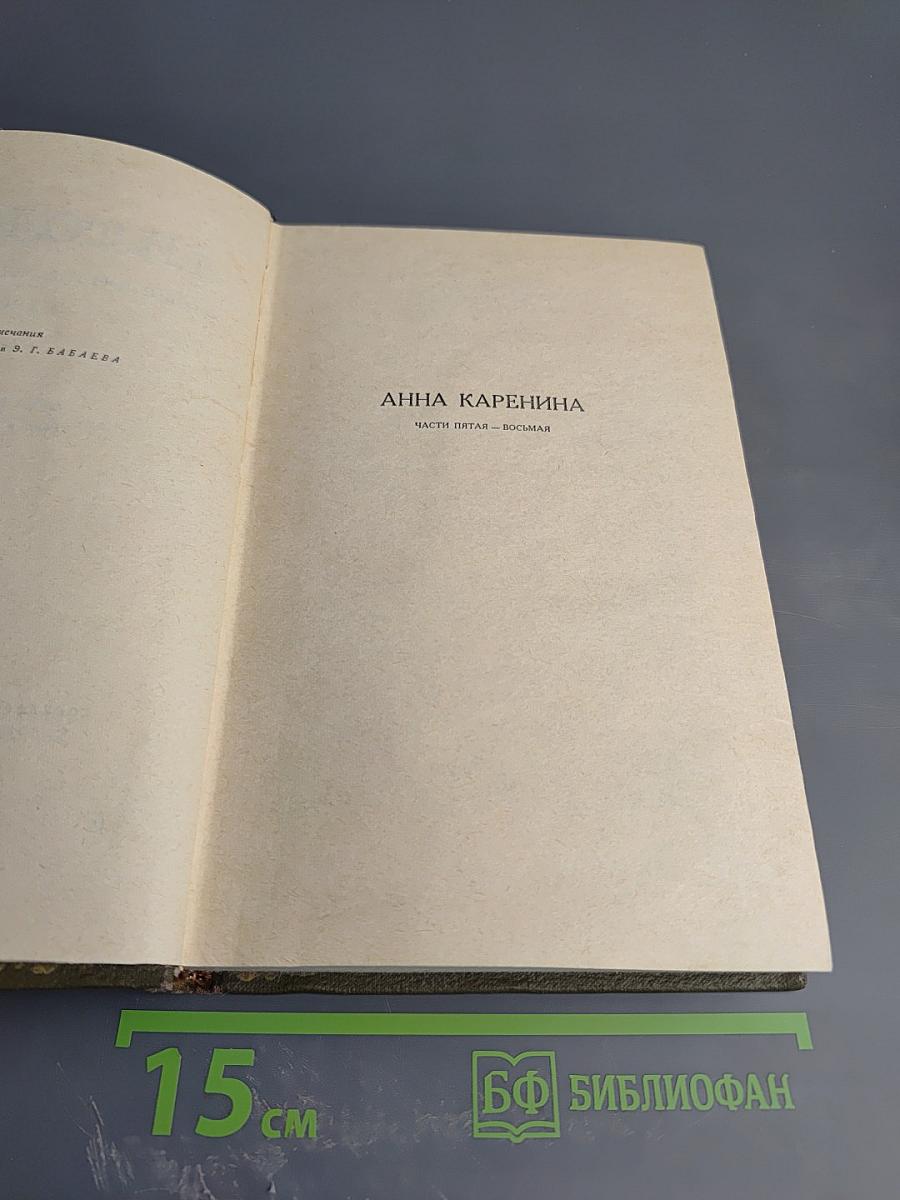 и Э. Г. БАБАЕВА
АННА КАРЕНИНА
ЧАСТИ ПЯТАЯ — ВОСЬМАЯ
15 см
БФ БИБЛИОФАН